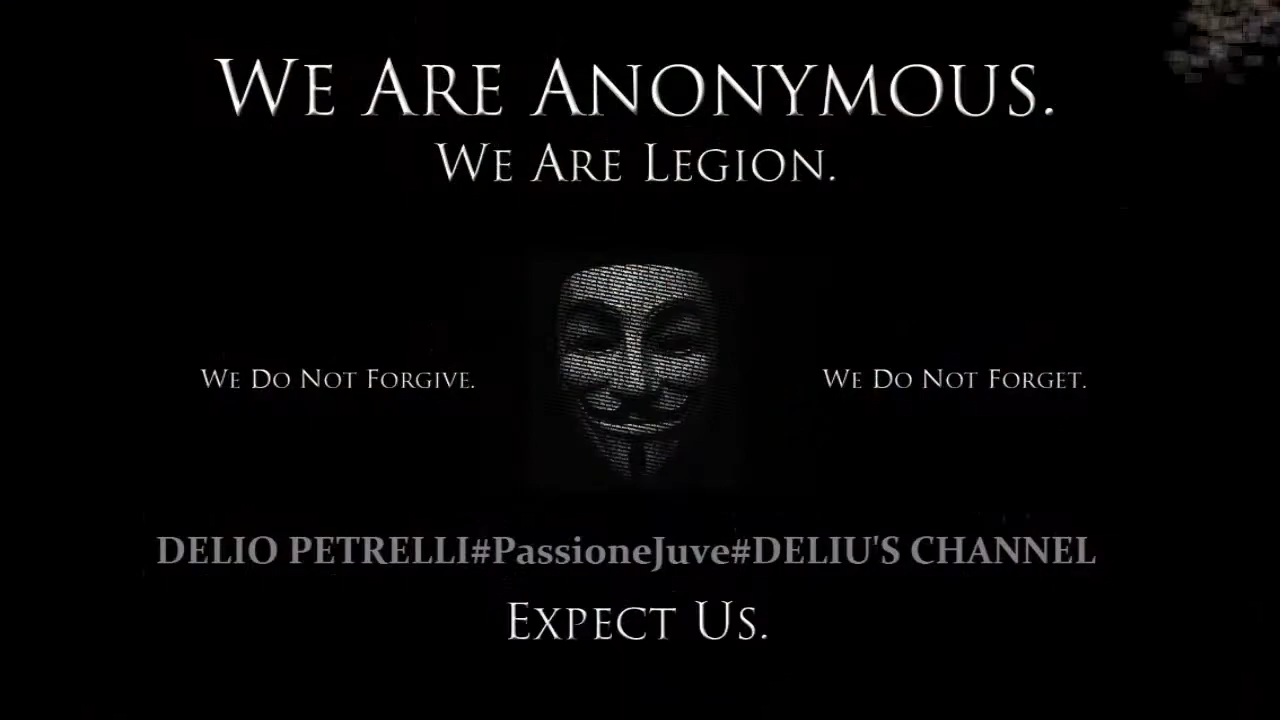 WE ARE ANONYMOUS.
WE ARE LEGION.
WE DO NOT FORGIVE.
WE DO NOT FORGET.
DELIO PETRELLI#PassioneJuve#DELIU'S CHANNEL
EXPECT US.